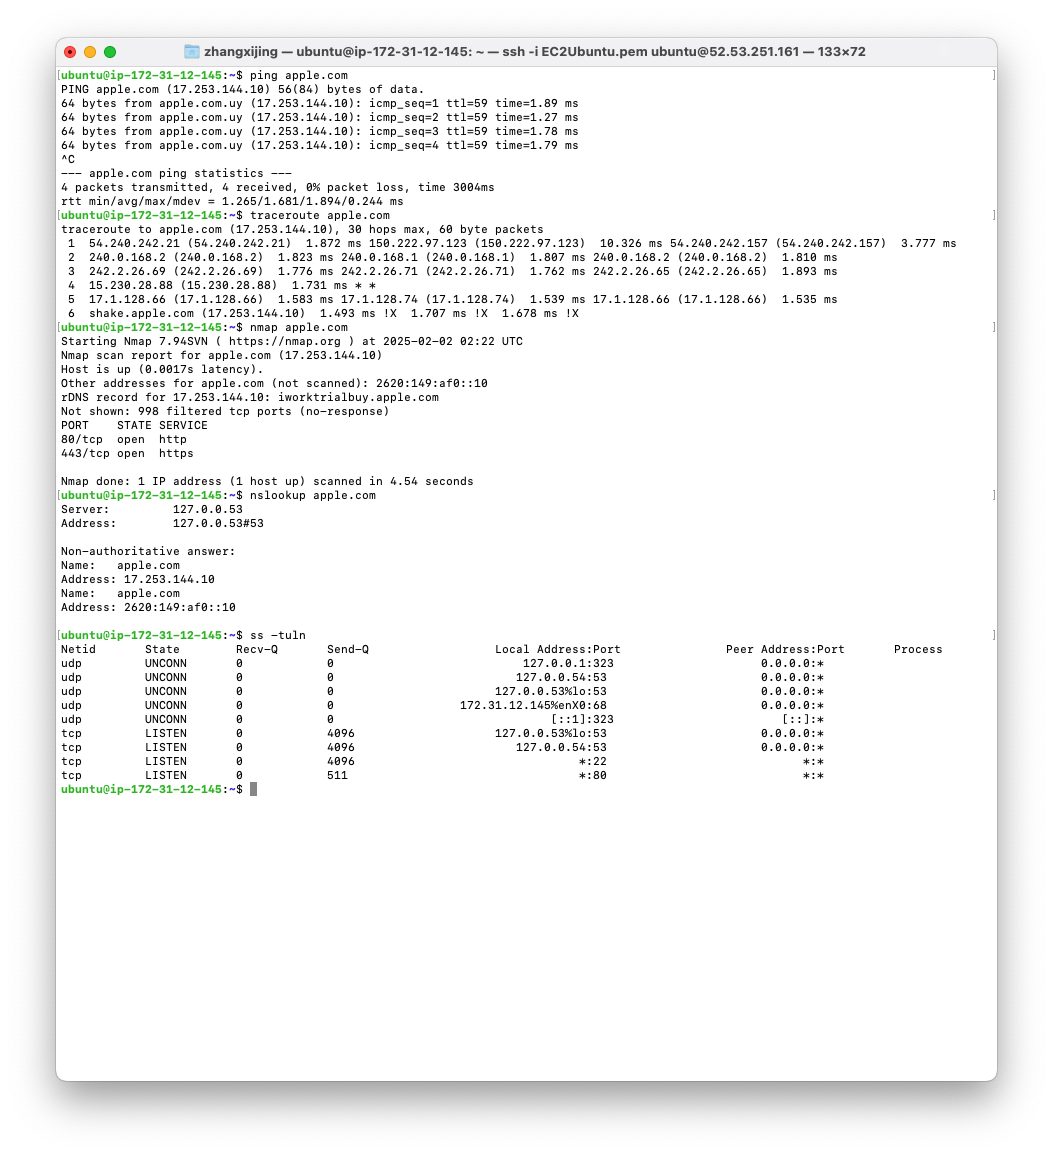 zhangxijing — ubuntu@ip-172-31-12-145: ~ — ssh -i EC2Ubuntu.pem ubuntu@52.53.251.161 — 133×72
[ubuntu@ip-172-31-12-145:~$ ping apple.com ]
PING apple.com (17.253.144.10) 56(84) bytes of data.
64 bytes from apple.com.uy (17.253.144.10): icmp_seq=1 ttl=59 time=1.89 ms
64 bytes from apple.com.uy (17.253.144.10): icmp_seq=2 ttl=59 time=1.27 ms
64 bytes from apple.com.uy (17.253.144.10): icmp_seq=3 ttl=59 time=1.78 ms
64 bytes from apple.com.uy (17.253.144.10): icmp_seq=4 ttl=59 time=1.79 ms
^C
--- apple.com ping statistics ---
4 packets transmitted, 4 received, 0% packet loss, time 3004ms
rtt min/avg/max/mdev = 1.265/1.681/1.894/0.244 ms
[ubuntu@ip-172-31-12-145:~$ traceroute apple.com ]
traceroute to apple.com (17.253.144.10), 30 hops max, 60 byte packets
 1  54.240.242.21 (54.240.242.21)  1.872 ms 150.222.97.123 (150.222.97.123)  10.326 ms 54.240.242.157 (54.240.242.157)  3.777 ms
 2  240.0.168.2 (240.0.168.2)  1.823 ms 240.0.168.1 (240.0.168.1)  1.807 ms 240.0.168.2 (240.0.168.2)  1.810 ms
 3  242.2.26.69 (242.2.26.69)  1.776 ms 242.2.26.71 (242.2.26.71)  1.762 ms 242.2.26.65 (242.2.26.65)  1.893 ms
 4  15.230.28.88 (15.230.28.88)  1.731 ms * *
 5  17.1.128.66 (17.1.128.66)  1.583 ms 17.1.128.74 (17.1.128.74)  1.539 ms 17.1.128.66 (17.1.128.66)  1.535 ms
 6  shake.apple.com (17.253.144.10)  1.493 ms !X  1.707 ms !X  1.678 ms !X
[ubuntu@ip-172-31-12-145:~$ nmap apple.com ]
Starting Nmap 7.94SVN ( https://nmap.org ) at 2025-02-02 02:22 UTC
Nmap scan report for apple.com (17.253.144.10)
Host is up (0.0017s latency).
Other addresses for apple.com (not scanned): 2620:149:af0::10
rDNS record for 17.253.144.10: iworktrialbuy.apple.com
Not shown: 998 filtered tcp ports (no-response)
PORT    STATE SERVICE
80/tcp  open  http
443/tcp open  https

Nmap done: 1 IP address (1 host up) scanned in 4.54 seconds
[ubuntu@ip-172-31-12-145:~$ nslookup apple.com ]
Server:         127.0.0.53
Address:        127.0.0.53#53

Non-authoritative answer:
Name:   apple.com
Address: 17.253.144.10
Name:   apple.com
Address: 2620:149:af0::10

[ubuntu@ip-172-31-12-145:~$ ss -tuln ]
Netid       State        Recv-Q       Send-Q                  Local Address:Port               Peer Address:Port       Process
udp         UNCONN       0            0                           127.0.0.1:323                     0.0.0.0:*
udp         UNCONN       0            0                          127.0.0.54:53                      0.0.0.0:*
udp         UNCONN       0            0                       127.0.0.53%lo:53                      0.0.0.0:*
udp         UNCONN       0            0                  172.31.12.145%enX0:68                      0.0.0.0:*
udp         UNCONN       0            0                               [::1]:323                        [::]:*
tcp         LISTEN       0            4096                    127.0.0.53%lo:53                      0.0.0.0:*
tcp         LISTEN       0            4096                       127.0.0.54:53                      0.0.0.0:*
tcp         LISTEN       0            4096                                *:22                            *:*
tcp         LISTEN       0            511                                 *:80                            *:*
ubuntu@ip-172-31-12-145:~$